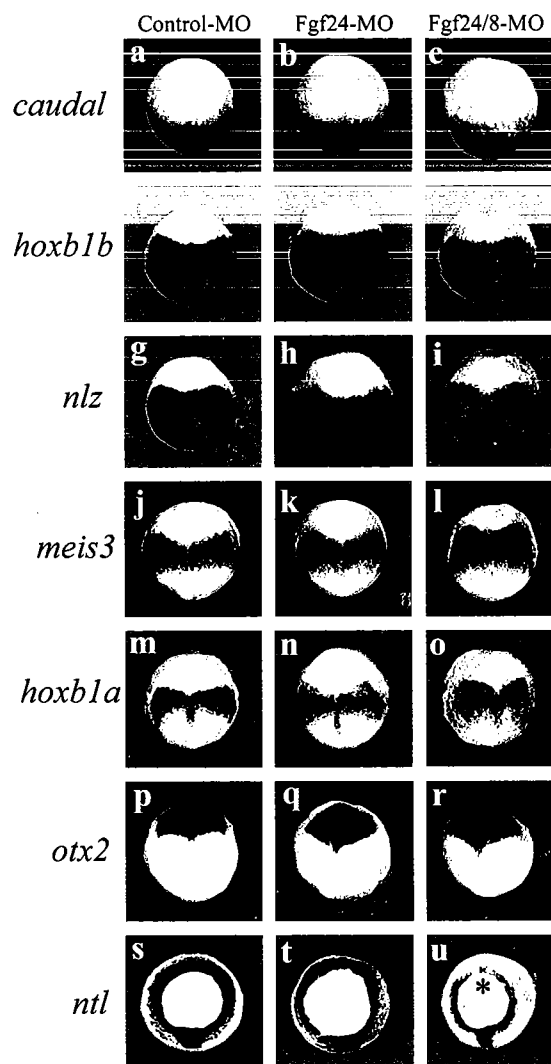 Control-MO Fgf24-MO Fgf24/8-MO
caudal a b c
hoxb1b
nlz g h i
meis3 j k l
hoxb1a m n o
otx2 p q r
ntl s t u
*